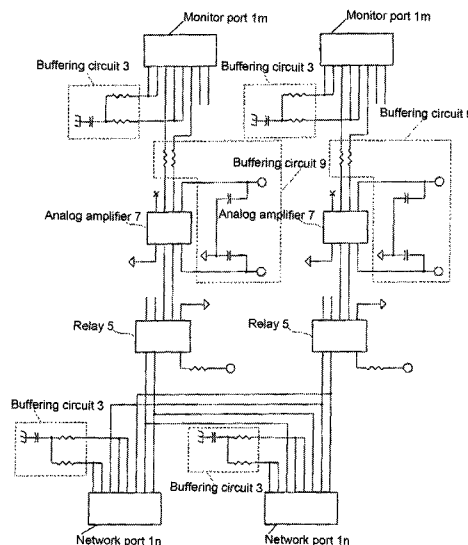 Monitor port 1m
Monitor port 1m
Buffering circuit 3
Buffering circuit 3
Buffering circuit
Buffering circuit 9
Analog amplifier 7
Analog amplifier 7
Relay 5
Relay 5
Buffering circuit 3
Buffering circuit 3
Network port 1n
Network port 1n